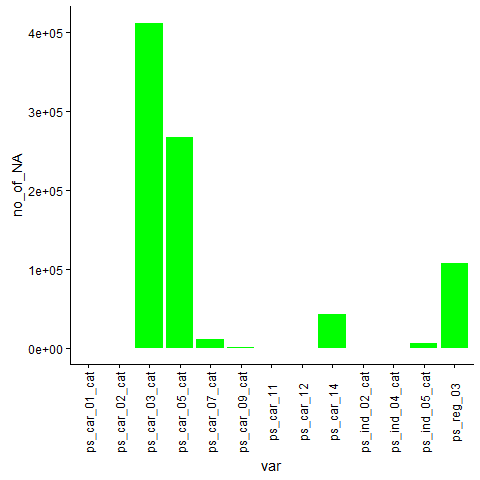 no_of_NA
4e+05
3e+05
2e+05
1e+05
0e+00
ps_car_01_cat
ps_car_02_cat
ps_car_03_cat
ps_car_05_cat
ps_car_07_cat
ps_car_09_cat
ps_car_11
ps_car_12
ps_car_14
ps_ind_02_cat
ps_ind_04_cat
ps_ind_05_cat
ps_reg_03
var